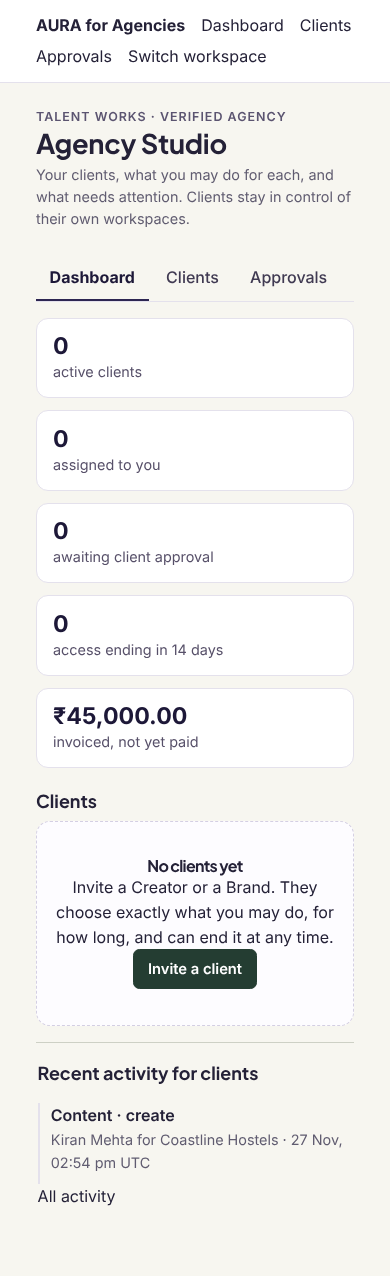 AURA for Agencies Dashboard Clients
Approvals Switch workspace
TALENT WORKS · VERIFIED AGENCY
Agency Studio
Your clients, what you may do for each, and
what needs attention. Clients stay in control of
their own workspaces.
Dashboard Clients Approvals
0
active clients
0
assigned to you
0
awaiting client approval
0
access ending in 14 days
₹45,000.00
invoiced, not yet paid
Clients
No clients yet
Invite a Creator or a Brand. They
choose exactly what you may do, for
how long, and can end it at any time.
Invite a client
Recent activity for clients
Content · create
Kiran Mehta for Coastline Hostels · 27 Nov,
02:54 pm UTC
All activity